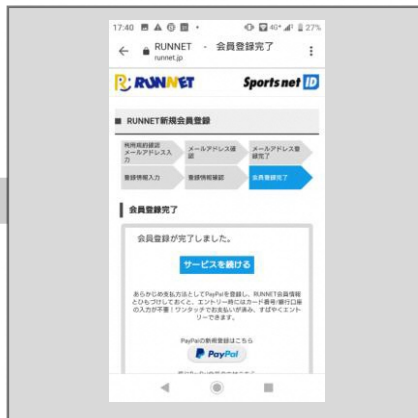 17:40
4G+
27%
RUNNET - 会員登録完了
runnet.jp
RUNNET
Sports net ID
RUNNET新規会員登録
利用規約確認
メールアドレス入
力
メールアドレス確
認
メールアドレス登
録完了
登録情報入力
登録情報確認
会員登録完了
会員登録完了
会員登録が完了しました。
サービスを続ける
あらかじめ支払方法としてPayPalを登録し、RUNNET会員情報
とひもづけしておくと、エントリー時にはカード番号/銀行口座
の入力が不要！ワンタッチでお支払いが済み、すばやくエント
リーできます。
PayPalの新規登録はこちら
PayPal